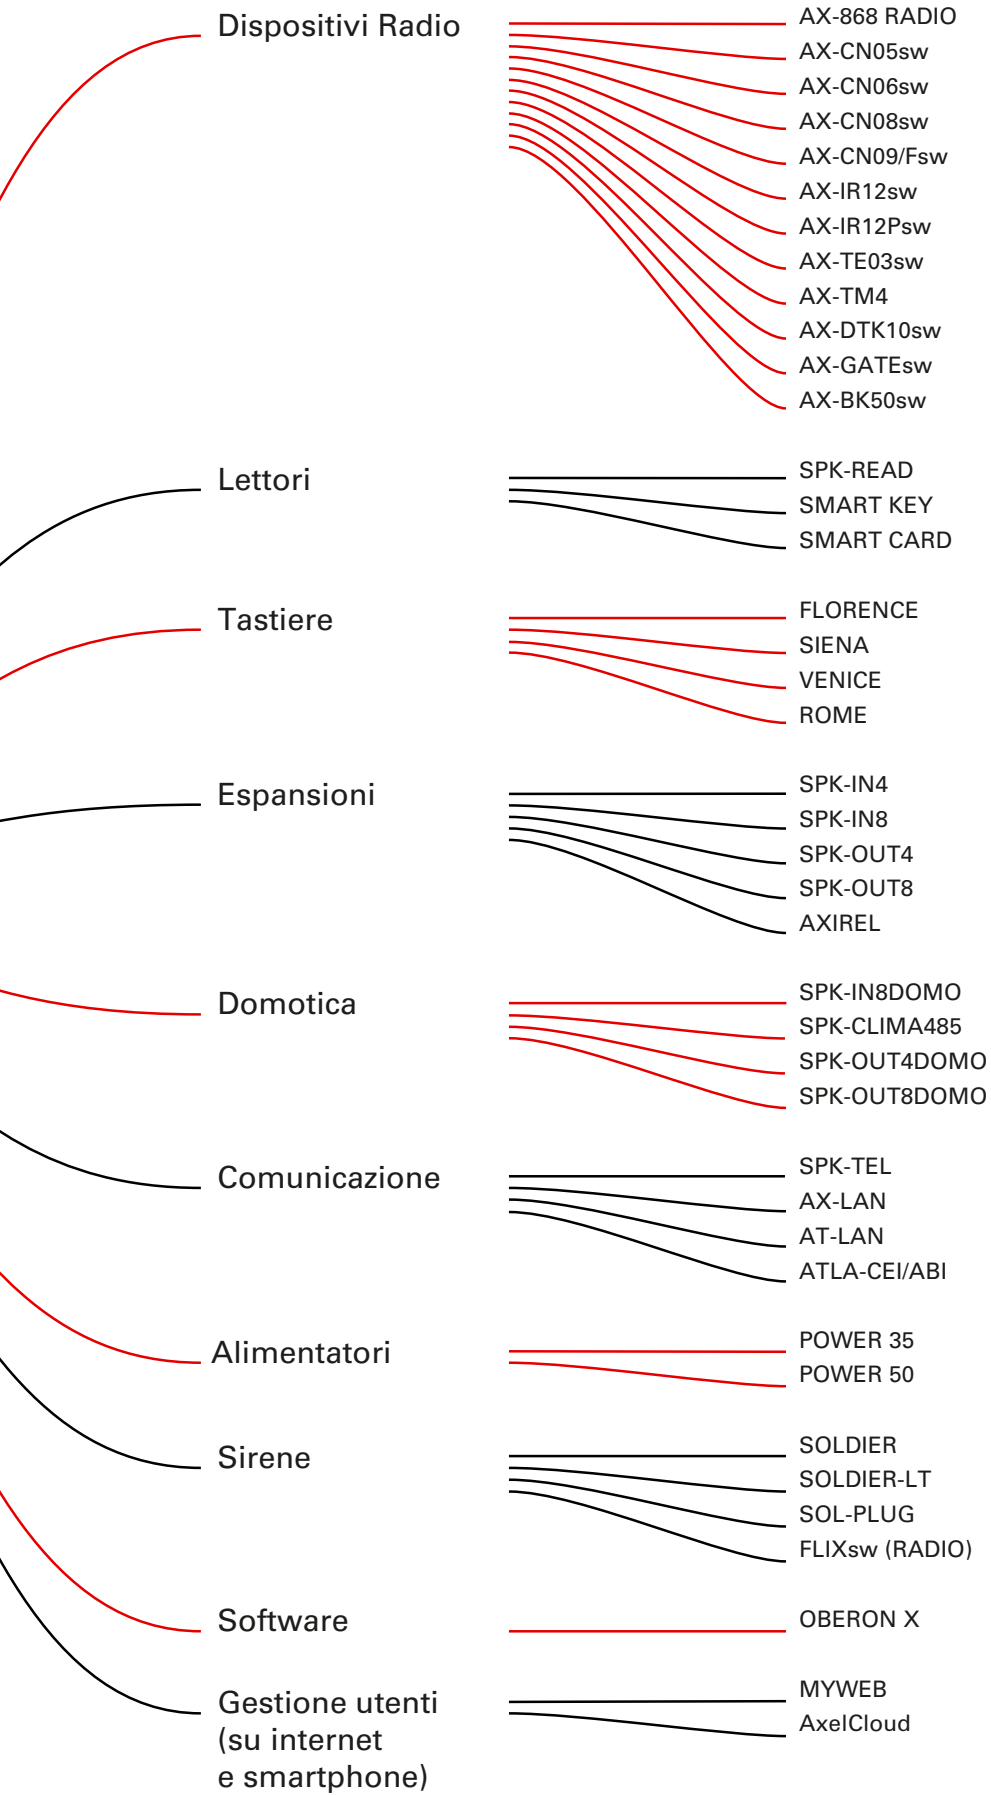 Dispositivi Radio
AX-868 RADIO
AX-CN05sw
AX-CN06sw
AX-CN08sw
AX-CN09/Fsw
AX-IR12sw
AX-IR12Psw
AX-TE03sw
AX-TM4
AX-DTK10sw
AX-GATEsw
AX-BK50sw
Lettori
SPK-READ
SMART KEY
SMART CARD
Tastiere
FLORENCE
SIENA
VENICE
ROME
Espansioni
SPK-IN4
SPK-IN8
SPK-OUT4
SPK-OUT8
AXIREL
Domotica
SPK-IN8DOMO
SPK-CLIMA485
SPK-OUT4DOMO
SPK-OUT8DOMO
Comunicazione
SPK-TEL
AX-LAN
AT-LAN
ATLA-CEI/ABI
Alimentatori
POWER 35
POWER 50
Sirene
SOLDIER
SOLDIER-LT
SOL-PLUG
FLIXsw (RADIO)
Software
OBERON X
Gestione utenti
(su internet
e smartphone)
MYWEB
AxelCloud